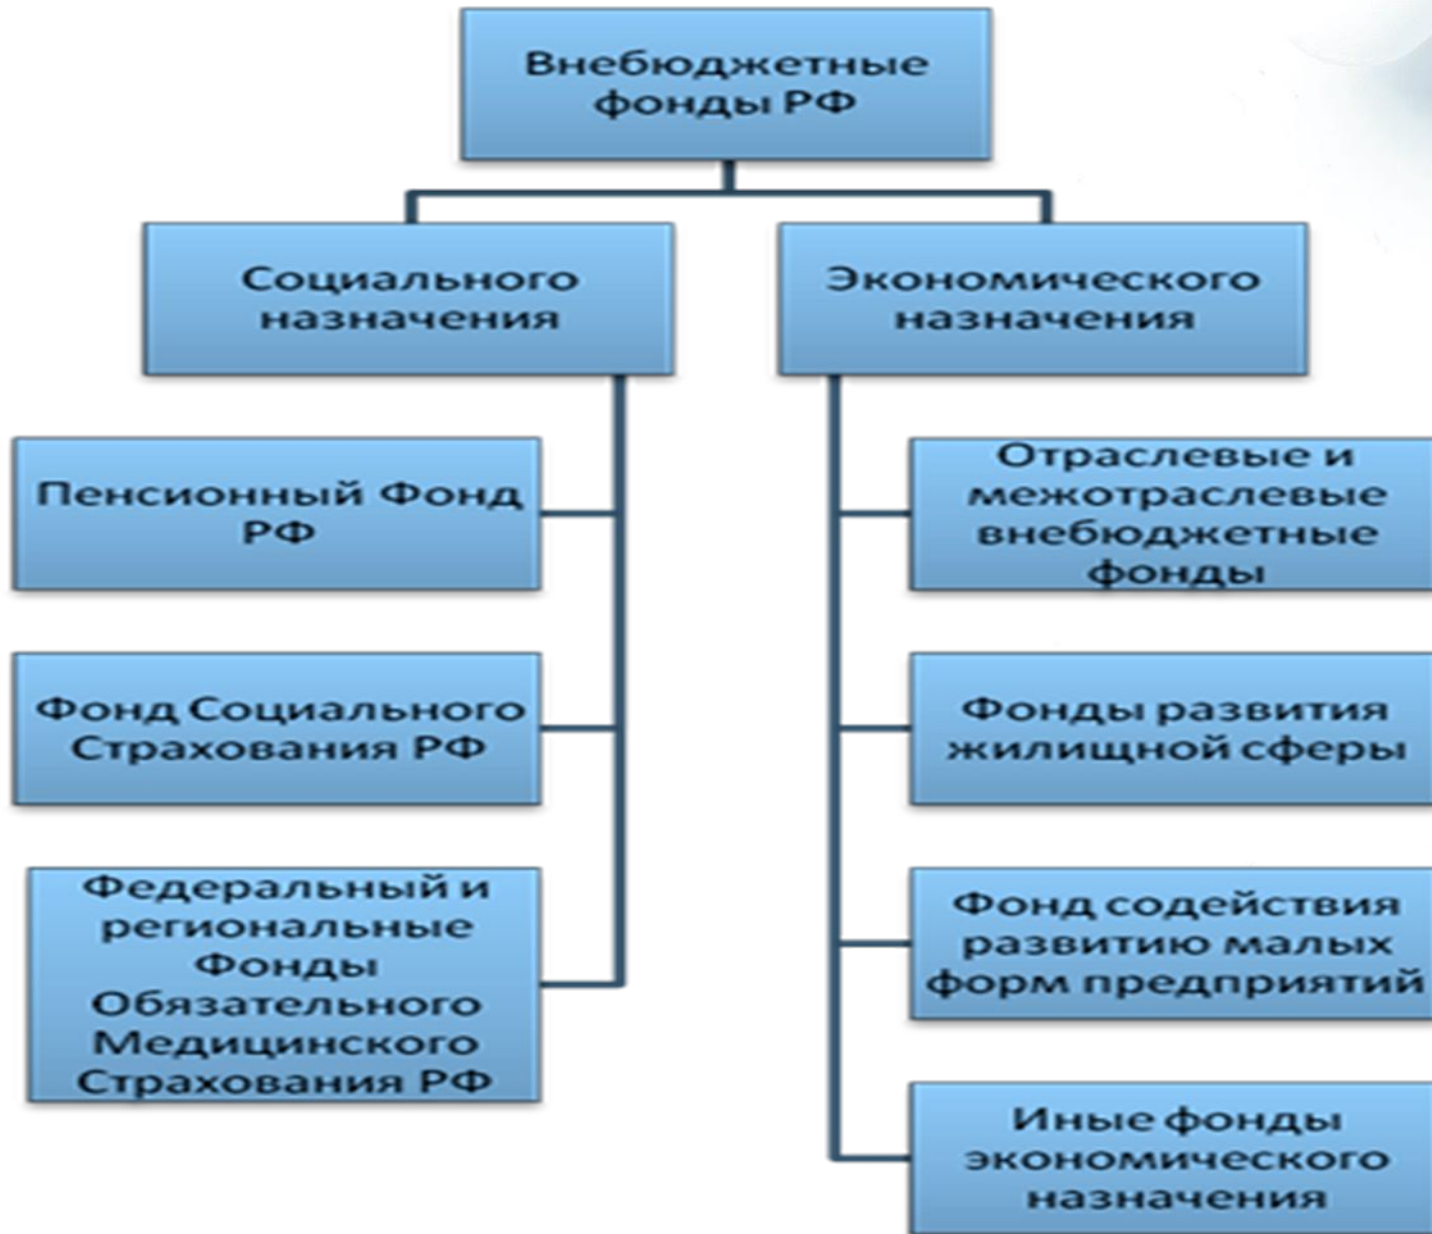 Внебюджетные
фонды РФ
Социального
назначения
Экономического
назначения
Пенсионный Фонд
РФ
Фонд Социального
Страхования РФ
Федеральный и
региональные
Фонды
Обязательного
Медицинского
Страхования РФ
Отраслевые и
межотраслевые
внебюджетные
фонды
Фонды развития
жилищной сферы
Фонд содействия
развитию малых
форм предприятий
Иные фонды
экономического
назначения